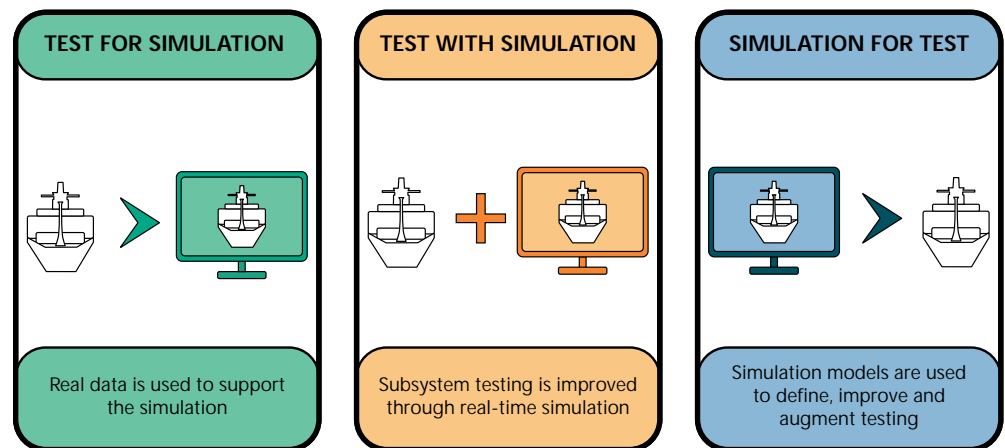 TEST FOR SIMULATION
Real data is used to support
the simulation
TEST WITH SIMULATION
Subsystem testing is improved
through real-time simulation
SIMULATION FOR TEST
Simulation models are used
to define, improve and
augment testing